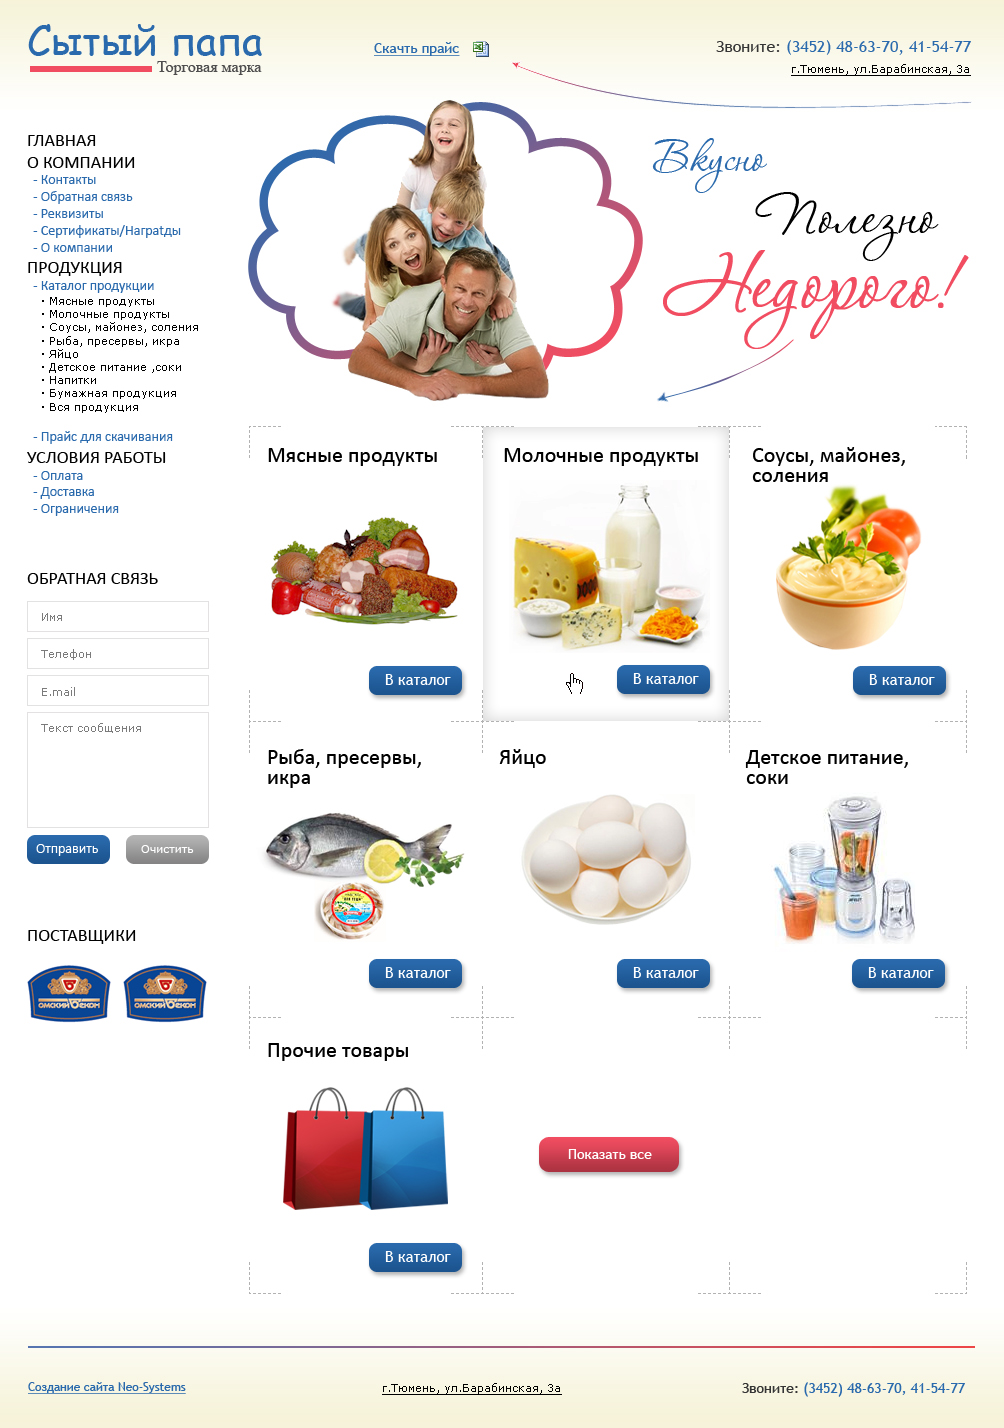 Сытый папа
Торговая марка
Скачть прайс
Звоните: (3452) 48-63-70, 41-54-77
г.Тюмень, ул.Барабинская, 3а
ГЛАВНАЯ
О КОМПАНИИ
- Контакты
- Обратная связь
- Реквизиты
- Сертификаты/Награtды
- О компании
ПРОДУКЦИЯ
- Каталог продукции
• Мясные продукты
• Молочные продукты
• Соусы, майонез, соления
• Рыба, пресервы, икра
• Яйцо
• Детское питание ,соки
• Напитки
• Бумажная продукция
• Вся продукция
- Прайс для скачивания
УСЛОВИЯ РАБОТЫ
- Оплата
- Доставка
- Ограничения
Вкусно
Полезно
Недорого!
ОБРАТНАЯ СВЯЗЬ
Имя
Телефон
E.mail
Текст сообщения
Отправить
Очистить
ПОСТАВЩИКИ
ОМСКИЙ БЕКОН
ОМСКИЙ БЕКОН
Мясные продукты
В каталог
Молочные продукты
В каталог
Соусы, майонез,
соления
В каталог
Рыба, пресервы,
икра
В каталог
Яйцо
В каталог
Детское питание,
соки
В каталог
Прочие товары
В каталог
Показать все
Создание сайта Neo-Systems
г.Тюмень, ул.Барабинская, 3а
Звоните: (3452) 48-63-70, 41-54-77